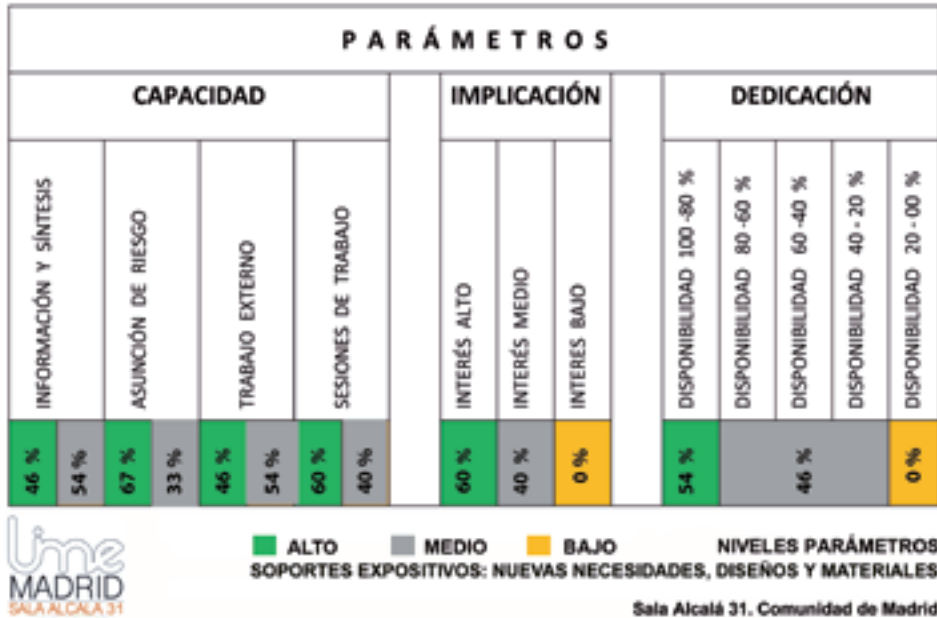 PARÁMETROS
CAPACIDAD
IMPLICACIÓN
DEDICACIÓN
INFORMACIÓN Y SÍNTESIS
ASUNCIÓN DE RIESGO
TRABAJO EXTERNO
SESIONES DE TRABAJO
INTERÉS ALTO
INTERÉS MEDIO
INTERES BAJO
DISPONIBILIDAD 100 -80 %
DISPONIBILIDAD 80 -60 %
DISPONIBILIDAD 60 -40 %
DISPONIBILIDAD 40 - 20 %
DISPONIBILIDAD 20 - 00 %
46 %
54 %
67 %
33 %
46 %
54 %
60 %
40 %
60 %
40 %
0 %
54 %
46 %
0 %
lime
MADRID
SALA ALCALÁ 31
ALTO
MEDIO
BAJO
NIVELES PARÁMETROS
SOPORTES EXPOSITIVOS: NUEVAS NECESIDADES, DISEÑOS Y MATERIALES
Sala Alcalá 31. Comunidad de Madrid